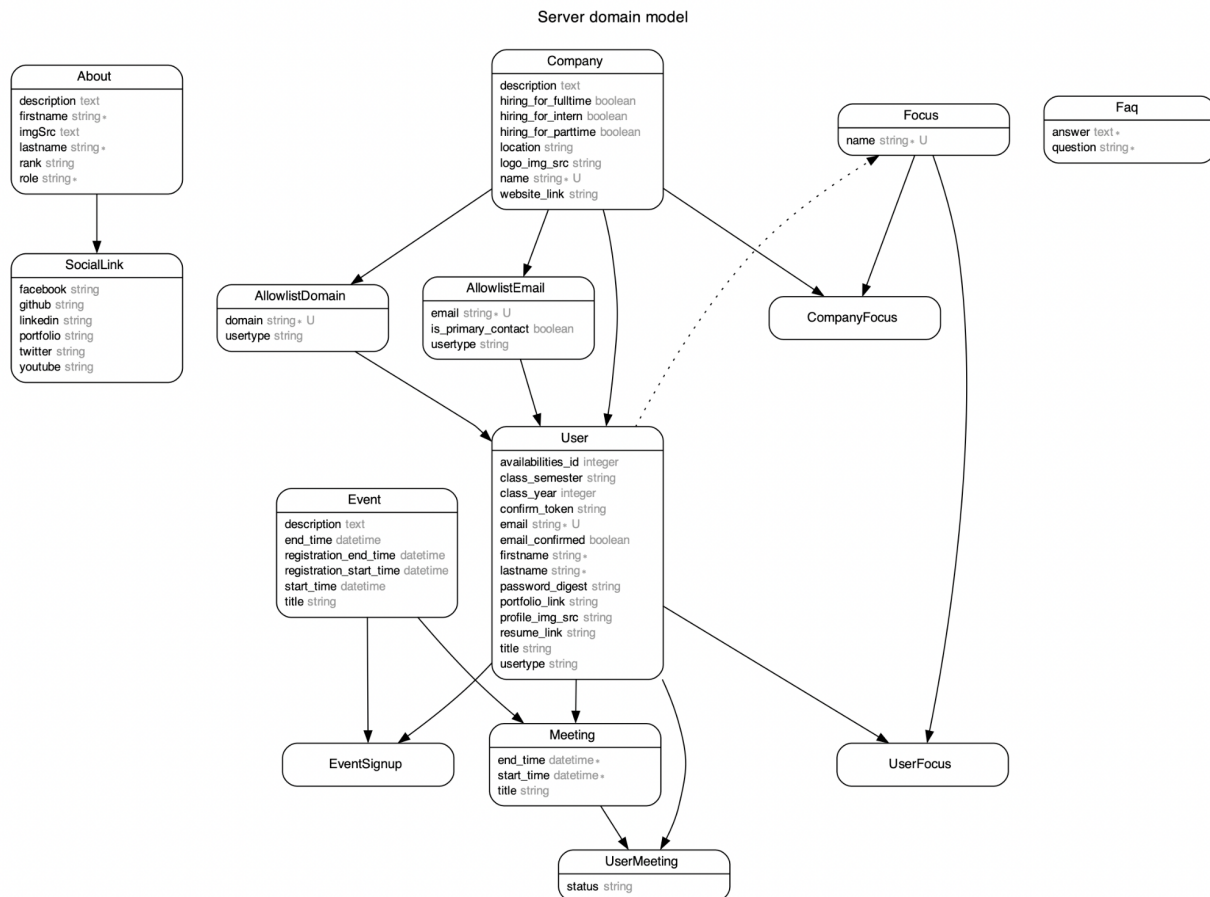 Server domain model
About
description text
firstname string *
imgSrc text
lastname string *
rank string
role string *
SocialLink
facebook string
github string
linkedin string
portfolio string
twitter string
youtube string
Company
description text
hiring_for_fulltime boolean
hiring_for_intern boolean
hiring_for_parttime boolean
location string
logo_img_src string
name string * U
website_link string
Focus
name string * U
Faq
answer text *
question string *
AllowlistDomain
domain string * U
usertype string
AllowlistEmail
email string * U
is_primary_contact boolean
usertype string
CompanyFocus
User
availabilities_id integer
class_semester string
class_year integer
confirm_token string
email string * U
email_confirmed boolean
firstname string *
lastname string *
password_digest string
portfolio_link string
profile_img_src string
resume_link string
title string
usertype string
Event
description text
end_time datetime
registration_end_time datetime
registration_start_time datetime
start_time datetime
title string
EventSignup
Meeting
end_time datetime *
start_time datetime *
title string
UserFocus
UserMeeting
status string